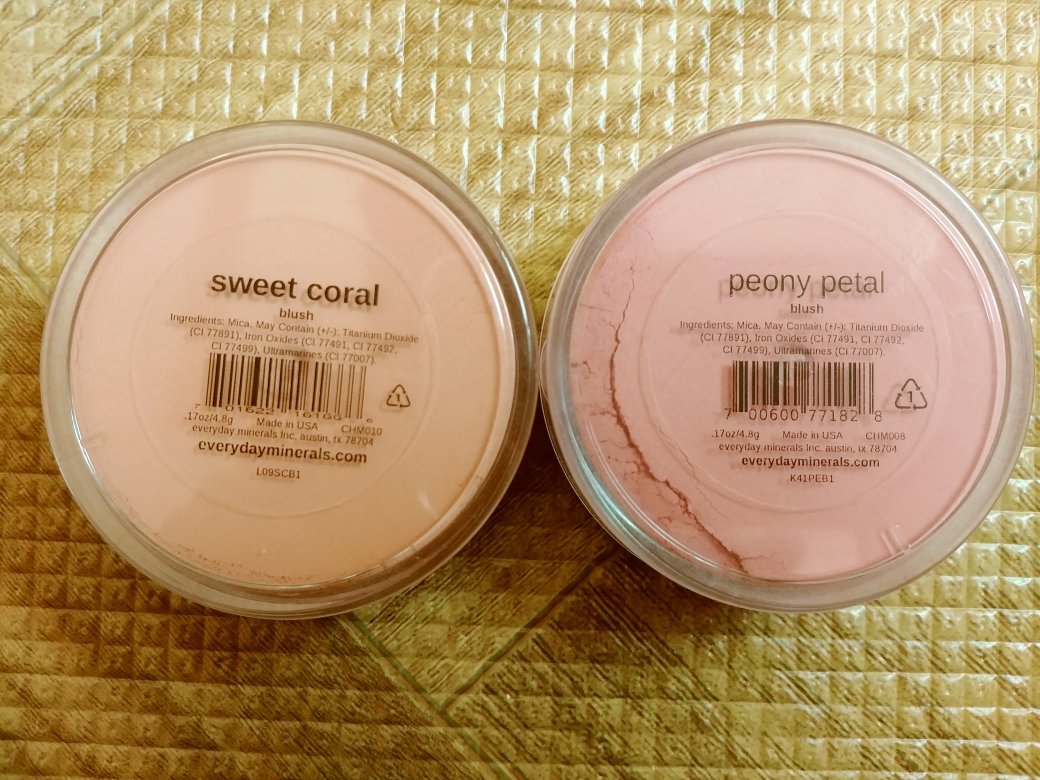 sweet coral
blush
Ingredients: Mica, May Contain (+/-): Titanium Dioxide
(CI 77891), Iron Oxides (CI 77491, CI 77492,
CI 77499), Ultramarines (CI 77007).
1
.17oz/4.8g Made in USA CHM010
everyday minerals Inc. austin, tx 78704
everydayminerals.com
L09SCB1
peony petal
blush
Ingredients: Mica, May Contain (+/-): Titanium Dioxide
(CI 77891), Iron Oxides (CI 77491, CI 77492,
CI 77499), Ultramarines (CI 77007).
1
7 00600 77182 8
.17oz/4.8g Made in USA CHM008
everyday minerals Inc. austin, tx 78704
everydayminerals.com
K41PEB1